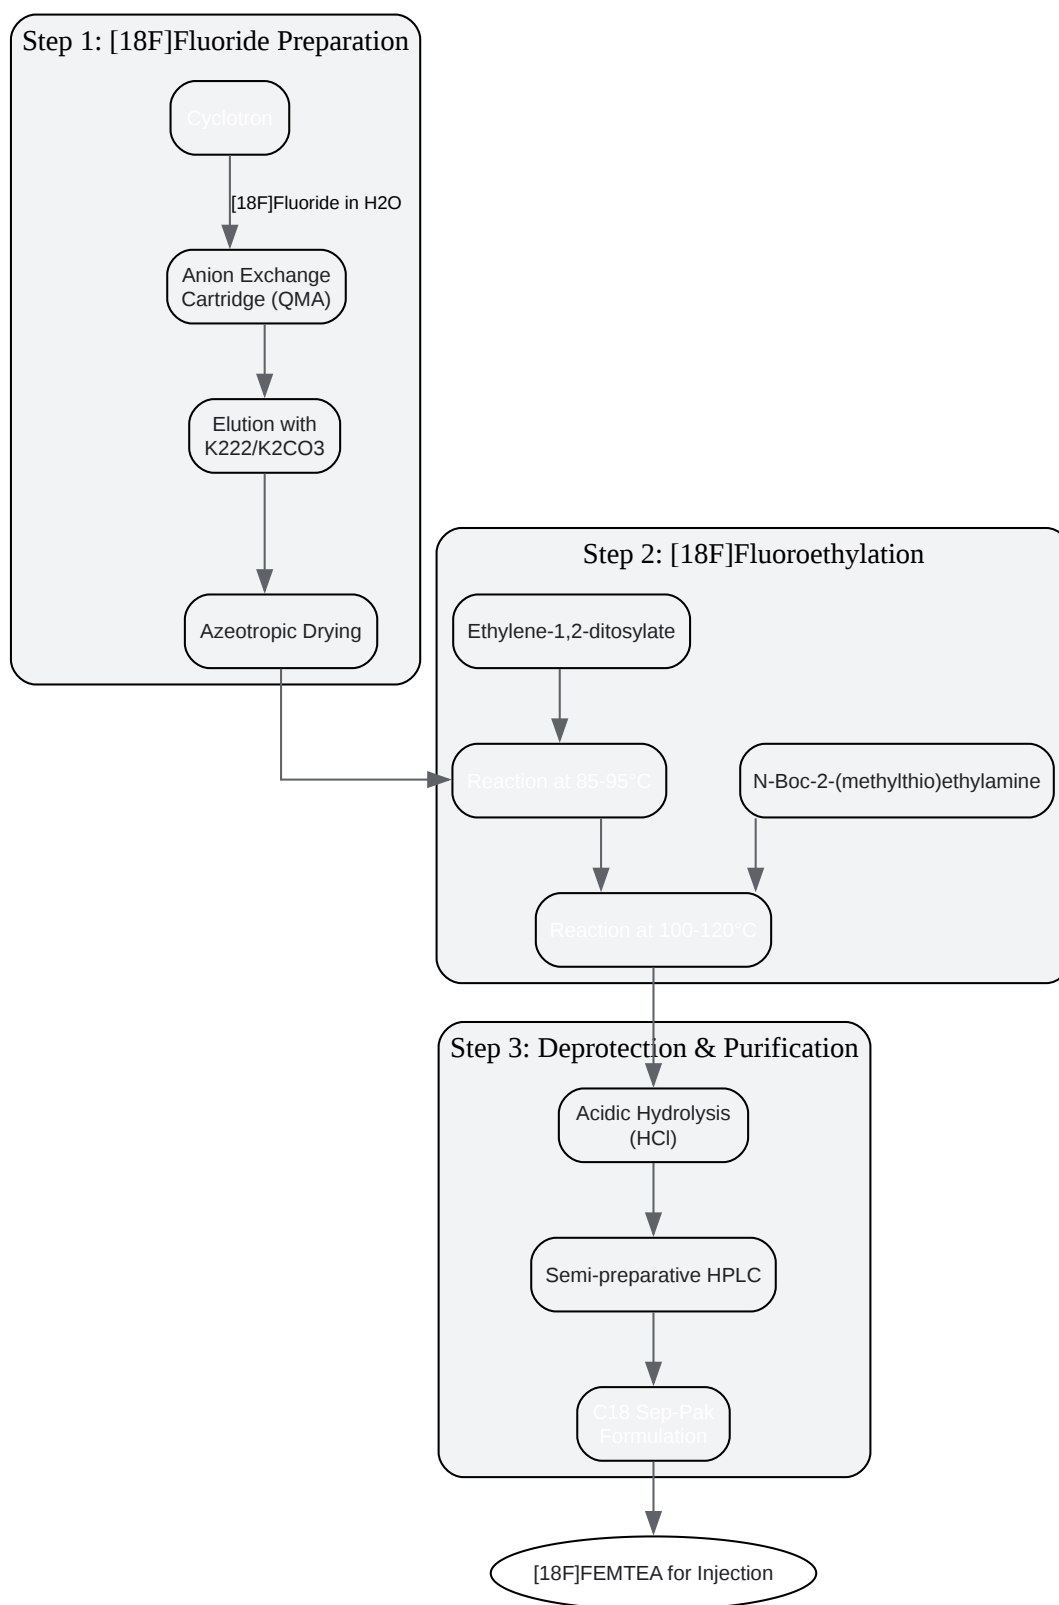 Step 1: [18F]Fluoride Preparation
Cyclotron
[18F]Fluoride in H2O
Anion Exchange
Cartridge (QMA)
Elution with
K222/K2CO3
Azeotropic Drying
Step 2: [18F]Fluoroethylation
Ethylene-1,2-ditosylate
Reaction at 85-95°C
N-Boc-2-(methylthio)ethylamine
Reaction at 100-120°C
Step 3: Deprotection & Purification
Acidic Hydrolysis
(HCl)
Semi-preparative HPLC
C18 Sep-Pak
Formulation
[18F]FEMTEA for Injection